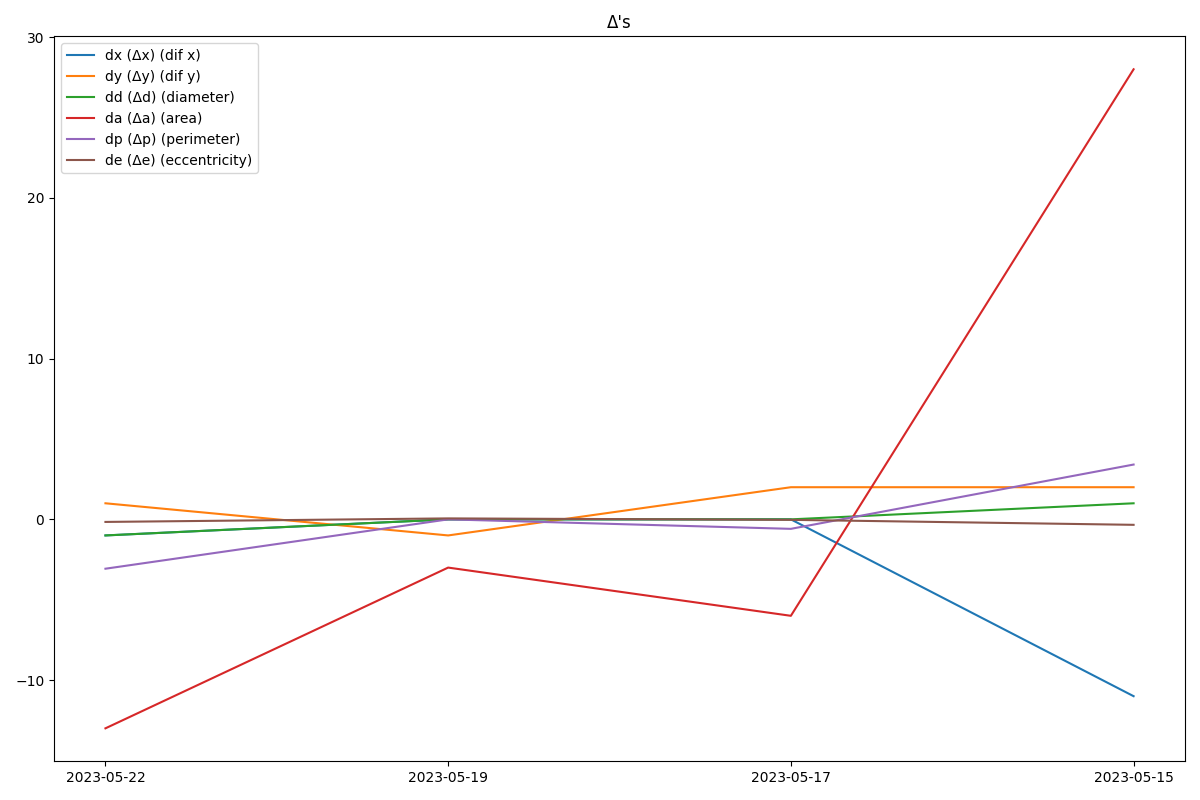 Δ's
30
20
10
0
−10
dx (Δx) (dif x)
dy (Δy) (dif y)
dd (Δd) (diameter)
da (Δa) (area)
dp (Δp) (perimeter)
de (Δe) (eccentricity)
2023-05-22
2023-05-19
2023-05-17
2023-05-15